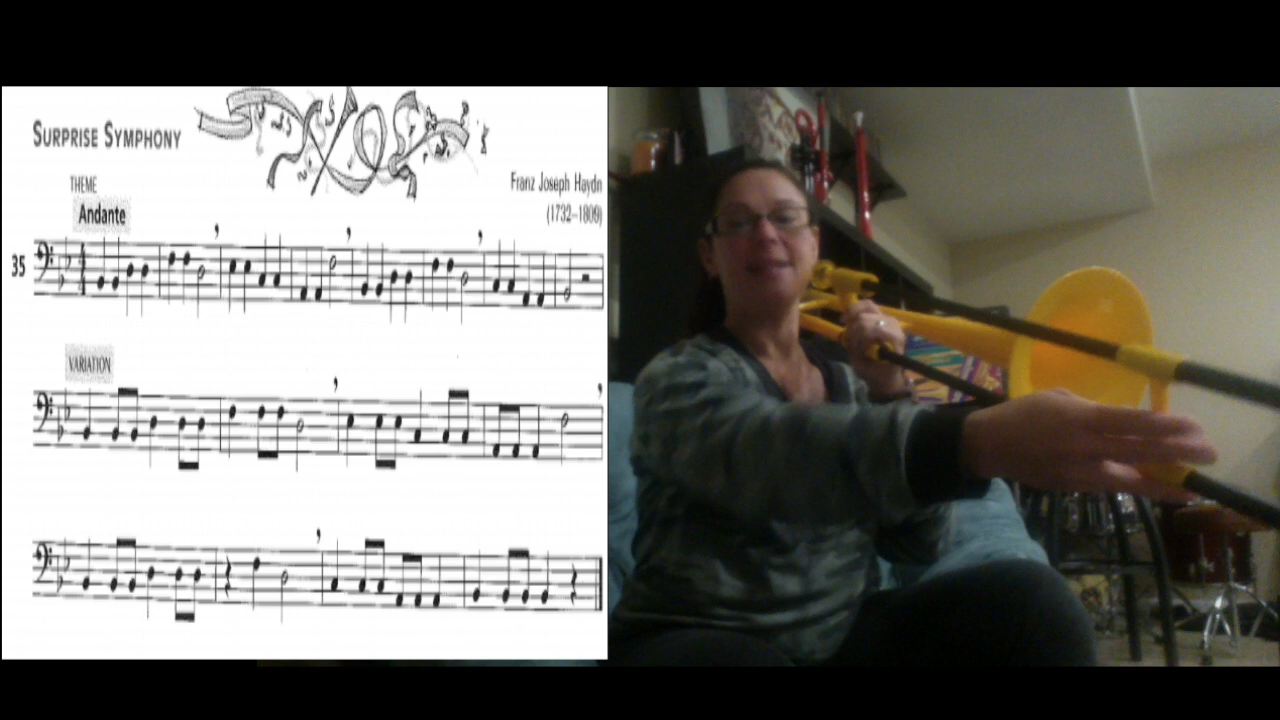 SURPRISE SYMPHONY
THEME
Franz Joseph Haydn
Andante
(1732–1809)
35
VARIATION